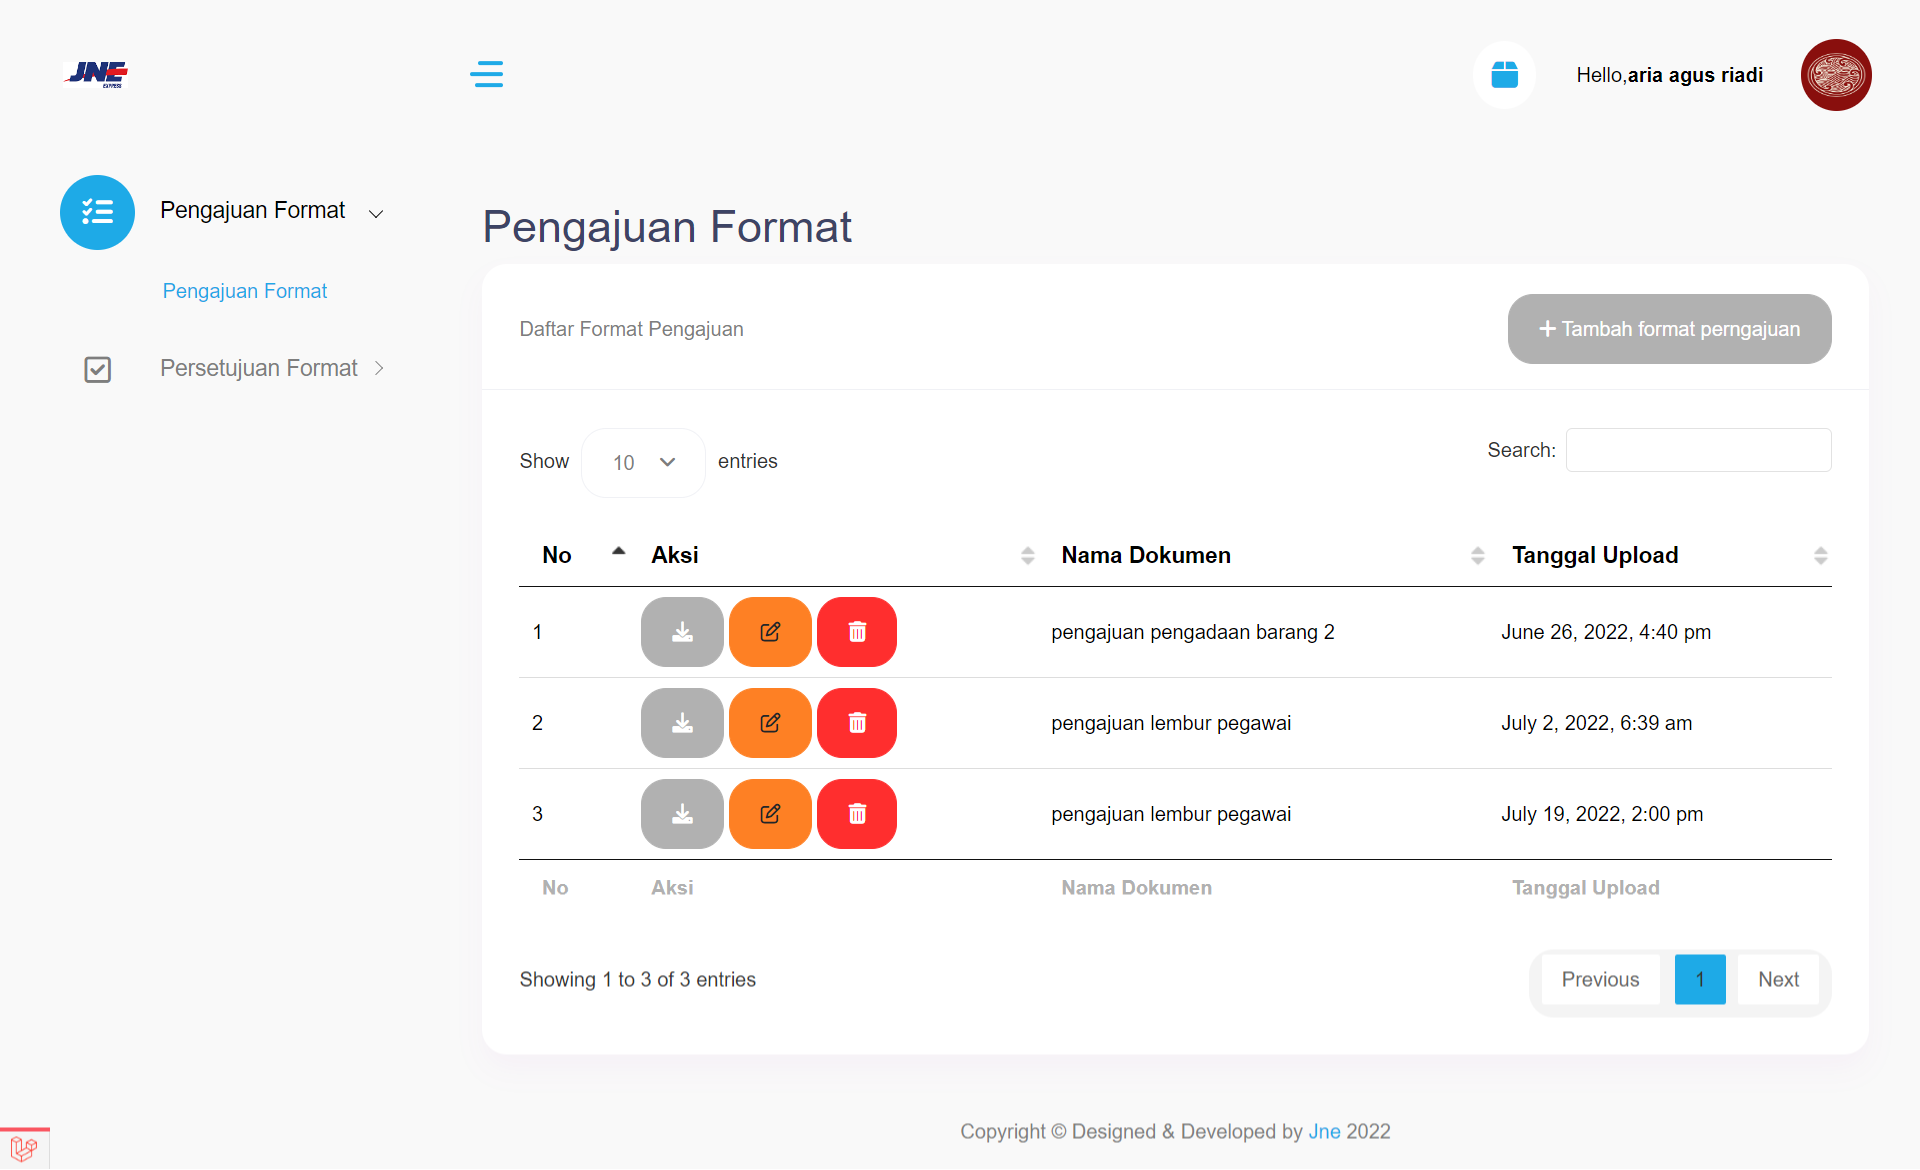 JNE
EXPRESS
Hello,aria agus riadi
Pengajuan Format
Pengajuan Format
Persetujuan Format
Pengajuan Format
Daftar Format Pengajuan
+ Tambah format perngajuan
Show 10 entries
Search:
No Aksi Nama Dokumen Tanggal Upload
1 pengajuan pengadaan barang 2 June 26, 2022, 4:40 pm
2 pengajuan lembur pegawai July 2, 2022, 6:39 am
3 pengajuan lembur pegawai July 19, 2022, 2:00 pm
No Aksi Nama Dokumen Tanggal Upload
Showing 1 to 3 of 3 entries
Previous 1 Next
Copyright © Designed & Developed by Jne 2022